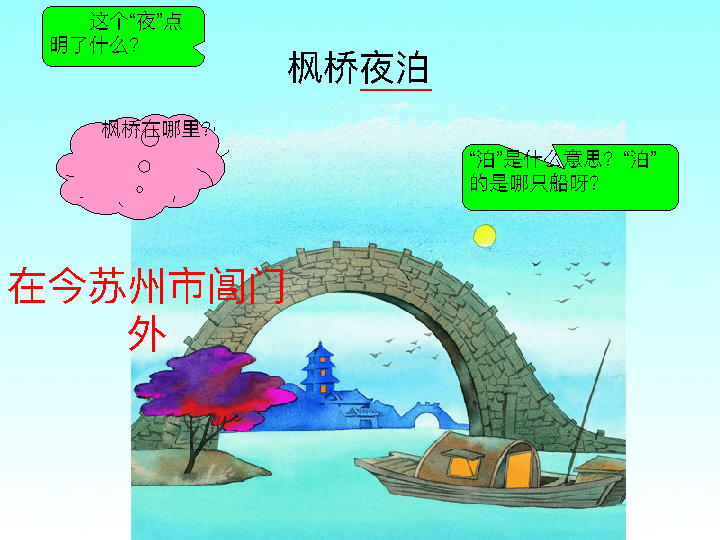 这个“夜”点
明了什么？
枫桥夜泊
枫桥在哪里？
“泊”是什么意思？“泊”
的是哪只船呀？
在今苏州市阊门
外